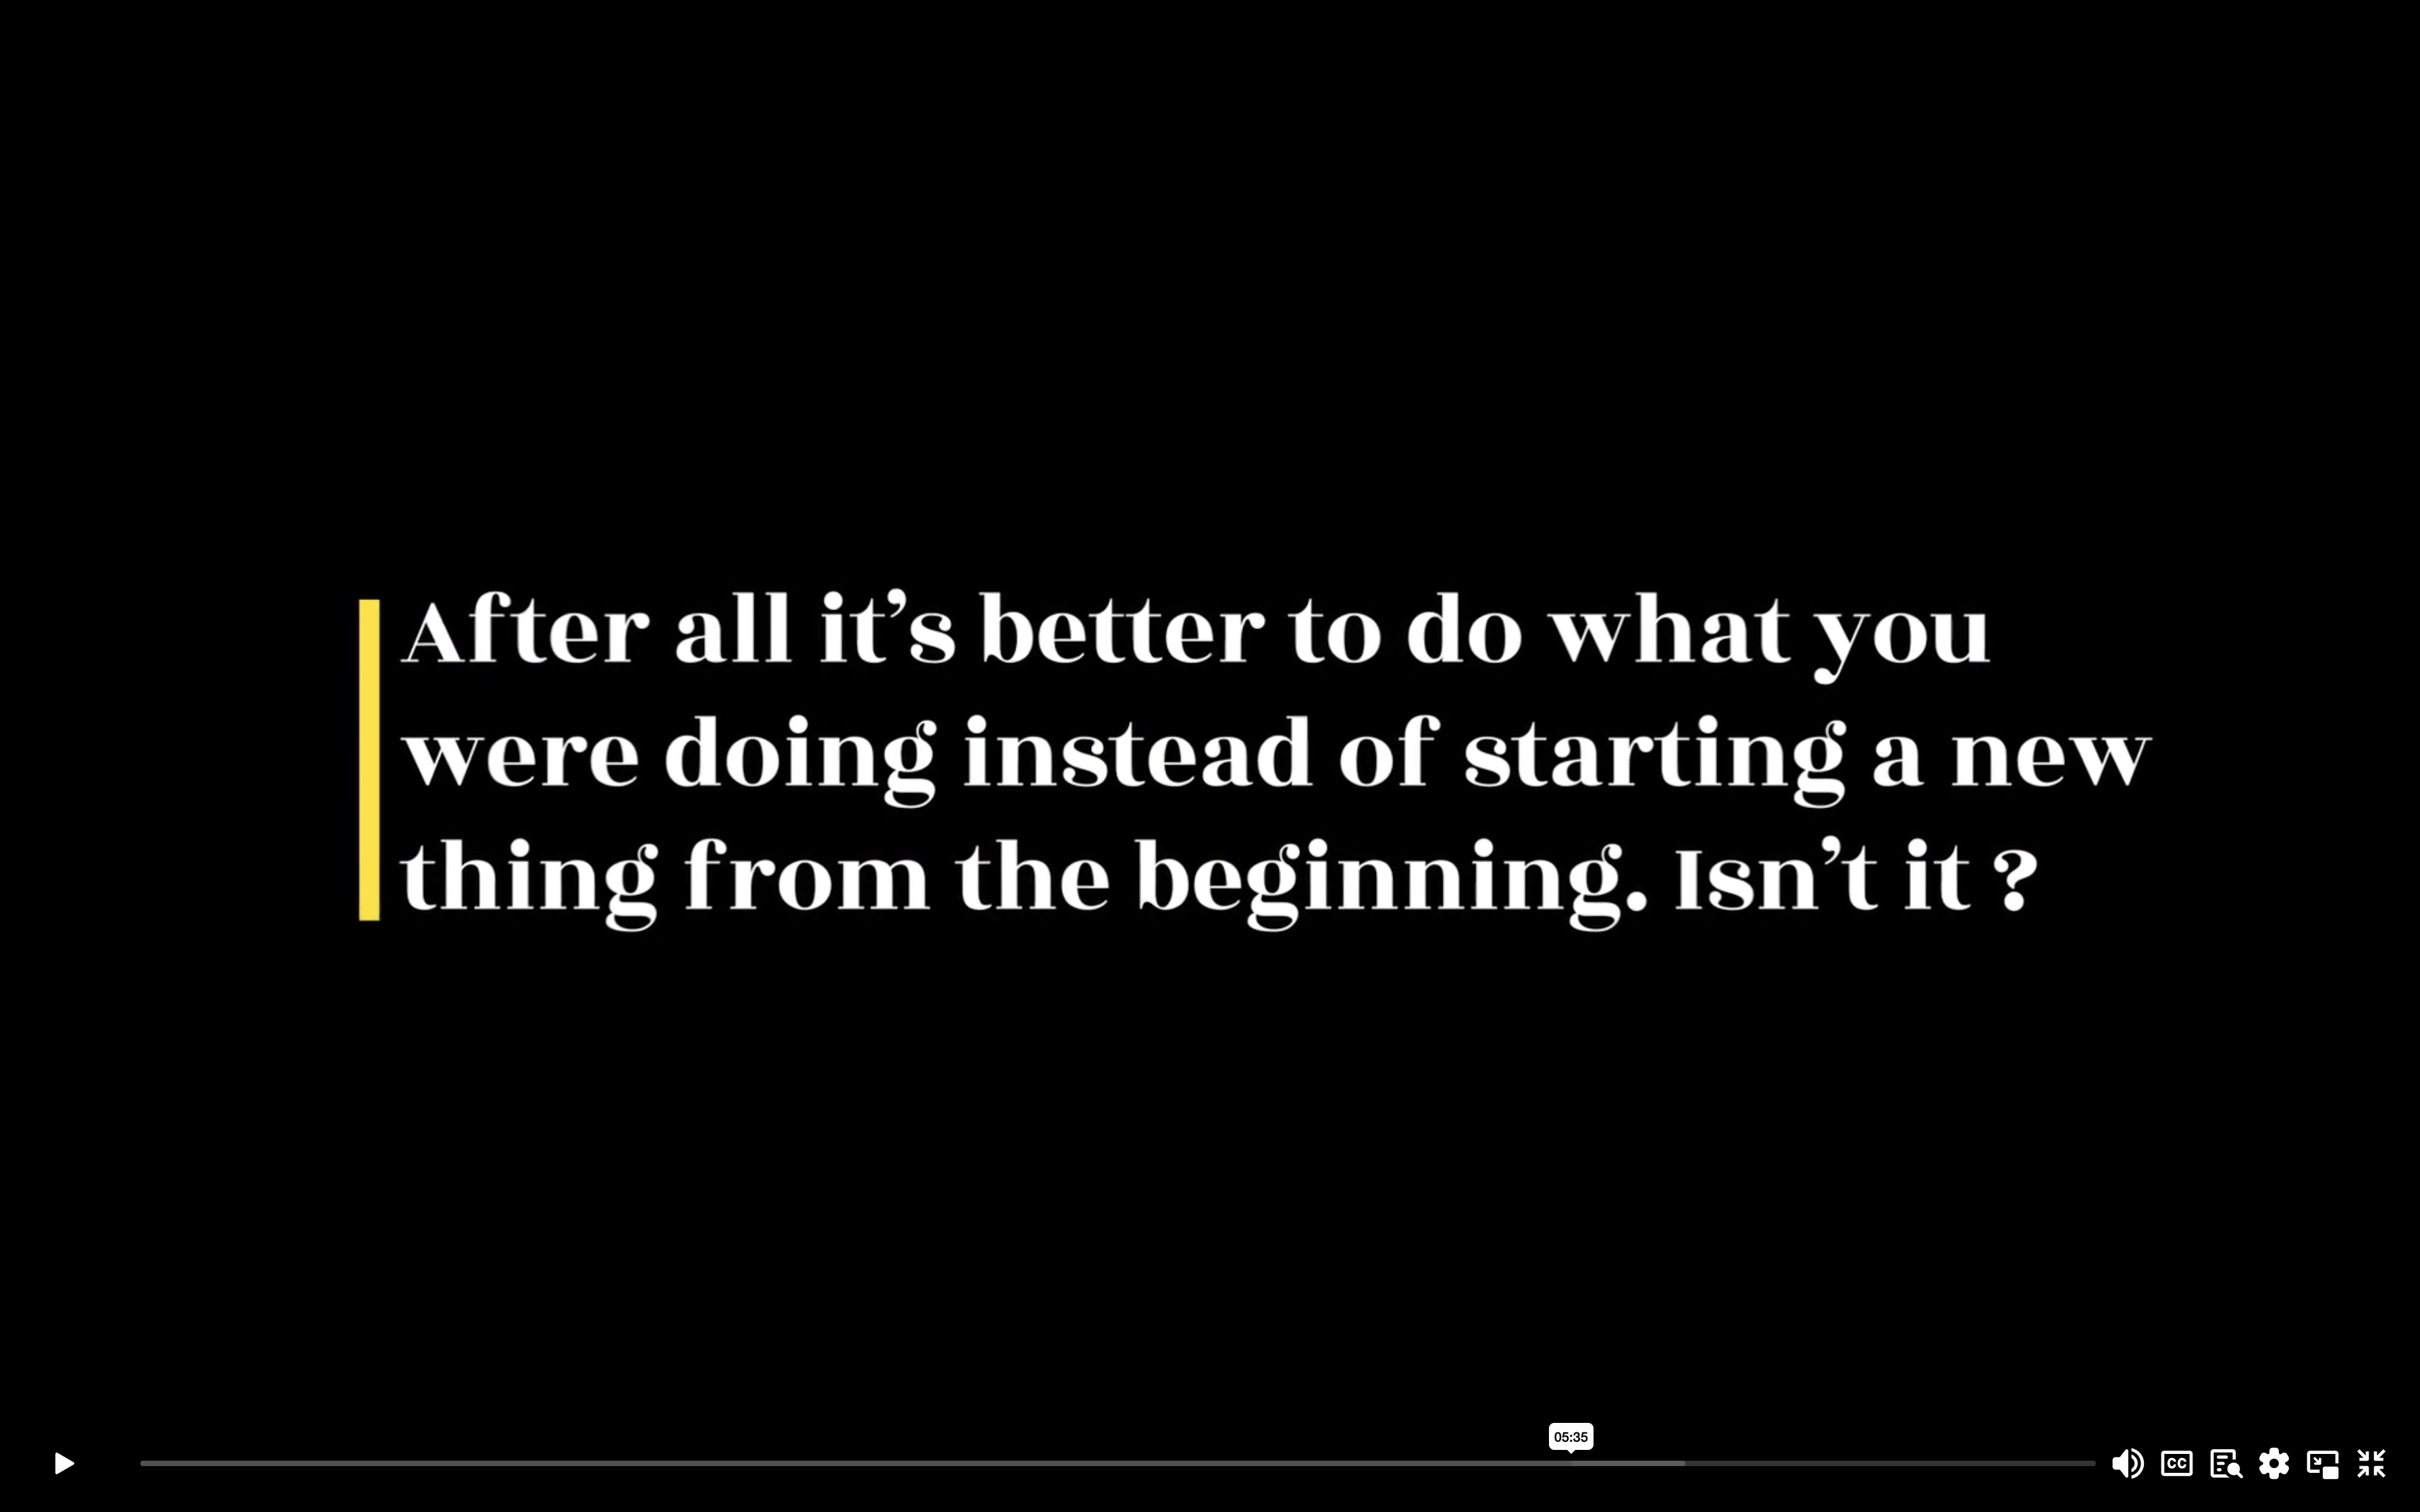 After all it’s better to do what you
were doing instead of starting a new
thing from the beginning. Isn’t it ?
05:35
CC